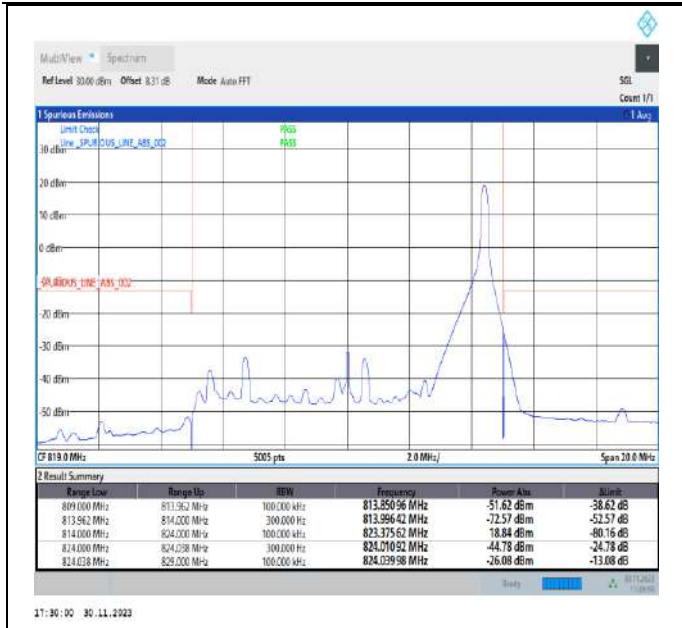 MultiView Spectrum
Ref Level 30.00 dBm Offset 8.31 dB Mode Auto FFT SGL
Count 1/1
1 Spurious Emissions 1 Avg
Limit Check PASS
Line _SPURIOUS_LINE_ABS_002 PASS
30 dBm
20 dBm
10 dBm
0 dBm
SPURIOUS_LINE_ABS_002
-20 dBm
-30 dBm
-40 dBm
-50 dBm
CF 819.0 MHz 5005 pts 2.0 MHz/ Span 20.0 MHz
2 Result Summary
Range Low Range Up RBW Frequency Power Abs ΔLimit
809.000 MHz 813.962 MHz 100.000 kHz 813.85096 MHz -51.62 dBm -38.62 dB
813.962 MHz 814.000 MHz 300.000 Hz 813.99642 MHz -72.57 dBm -52.57 dB
814.000 MHz 824.000 MHz 100.000 kHz 823.37562 MHz 18.84 dBm -80.16 dB
824.000 MHz 824.038 MHz 300.000 Hz 824.01092 MHz -44.78 dBm -24.78 dB
824.038 MHz 829.000 MHz 100.000 kHz 824.03998 MHz -26.08 dBm -13.08 dB
Ready
17:30:00 30.11.2023